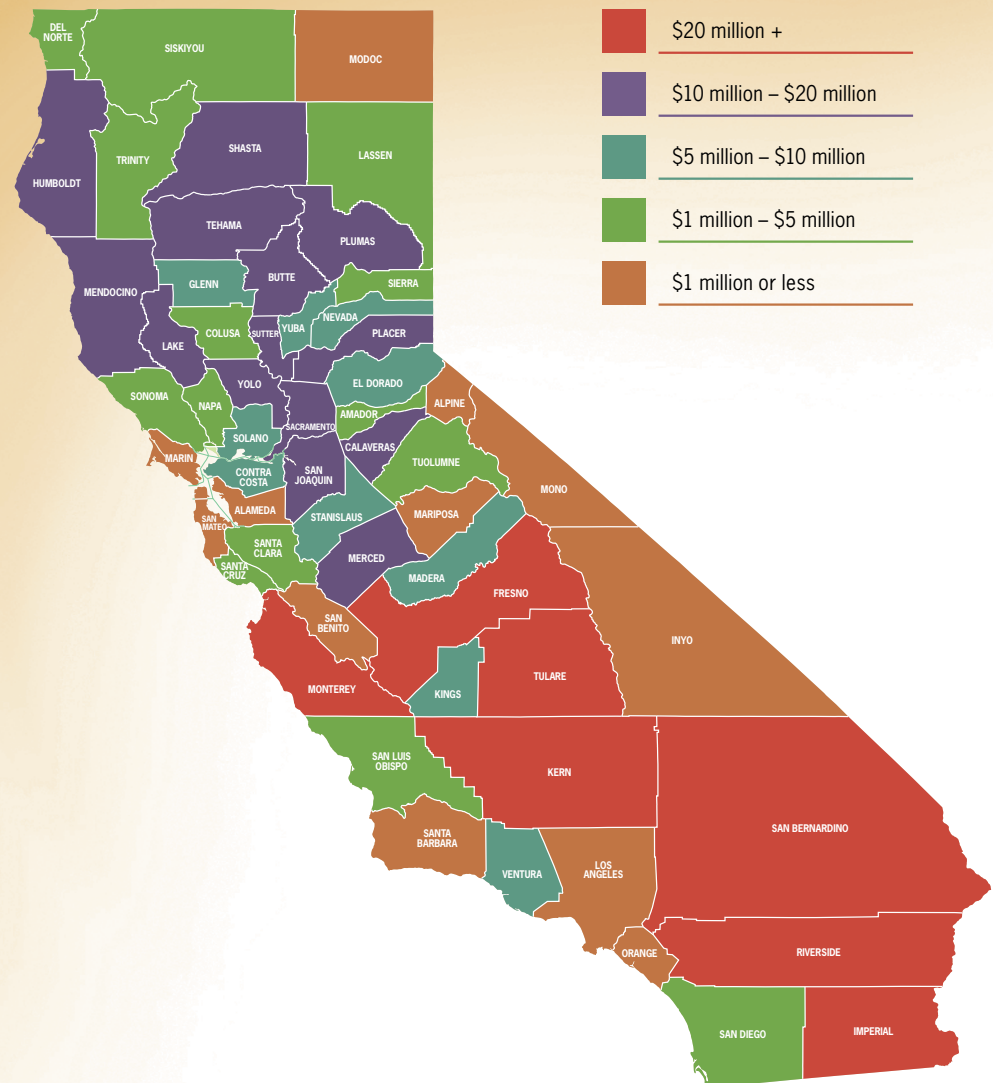 $20 million +
$10 million – $20 million
$5 million – $10 million
$1 million – $5 million
$1 million or less
DEL
NORTE
SISKIYOU
MODOC
HUMBOLDT
TRINITY
SHASTA
LASSEN
TEHAMA
PLUMAS
MENDOCINO
GLENN
BUTTE
SIERRA
LAKE
COLUSA
SUTTER
YUBA
NEVADA
PLACER
SONOMA
NAPA
YOLO
EL DORADO
ALPINE
SOLANO
SACRAMENTO
AMADOR
CALAVERAS
MARIN
CONTRA
COSTA
SAN
JOAQUIN
TUOLUMNE
MONO
SAN
MATEO
ALAMEDA
STANISLAUS
MARIPOSA
SANTA
CLARA
SANTA
CRUZ
MERCED
MADERA
FRESNO
SAN
BENITO
INYO
MONTEREY
KINGS
TULARE
SAN LUIS
OBISPO
KERN
SAN BERNARDINO
SANTA
BARBARA
VENTURA
LOS
ANGELES
ORANGE
RIVERSIDE
SAN DIEGO
IMPERIAL